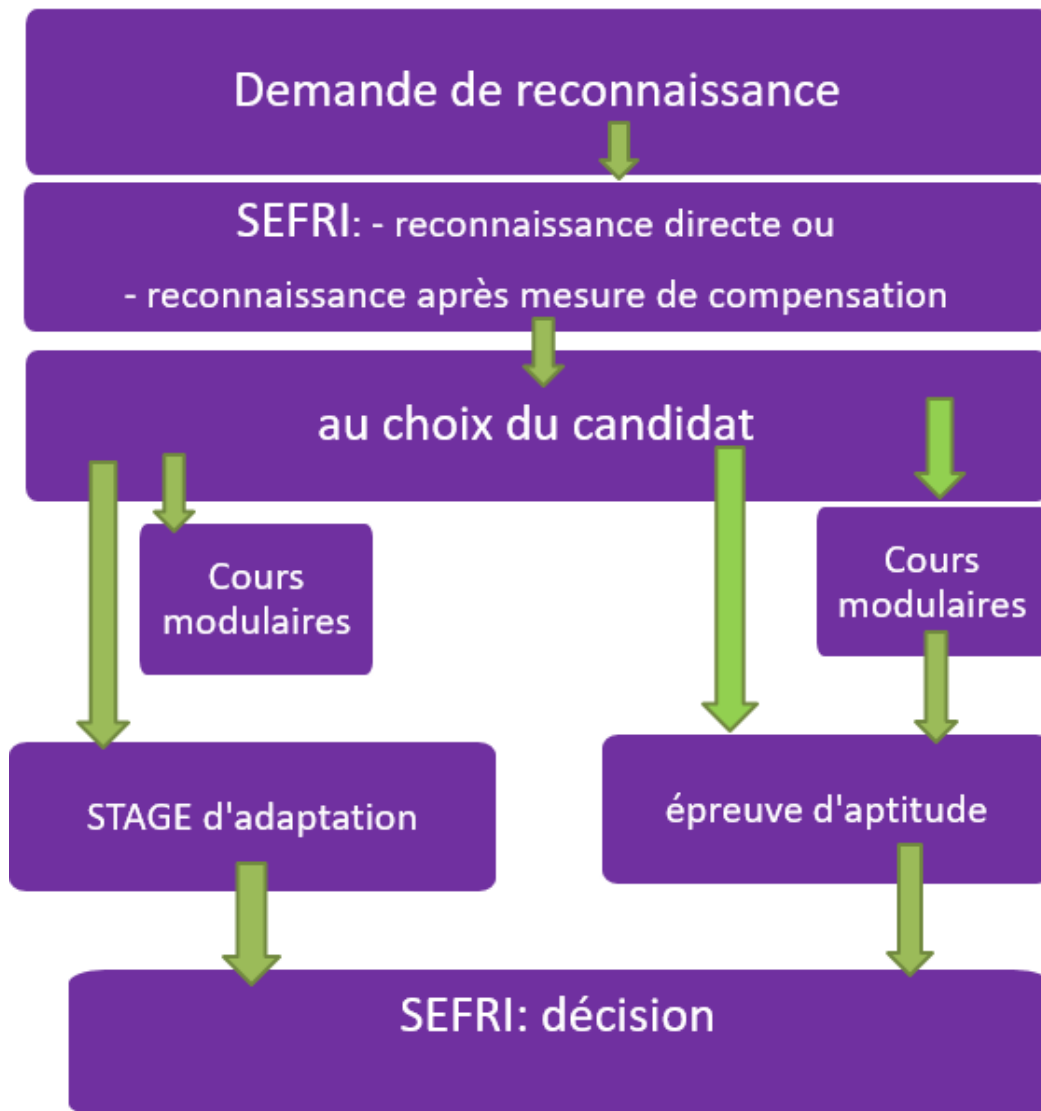 Demande de reconnaissance
SEFRI: - reconnaissance directe ou
- reconnaissance après mesure de compensation
au choix du candidat
Cours
modulaires
Cours
modulaires
STAGE d'adaptation
épreuve d'aptitude
SEFRI: décision